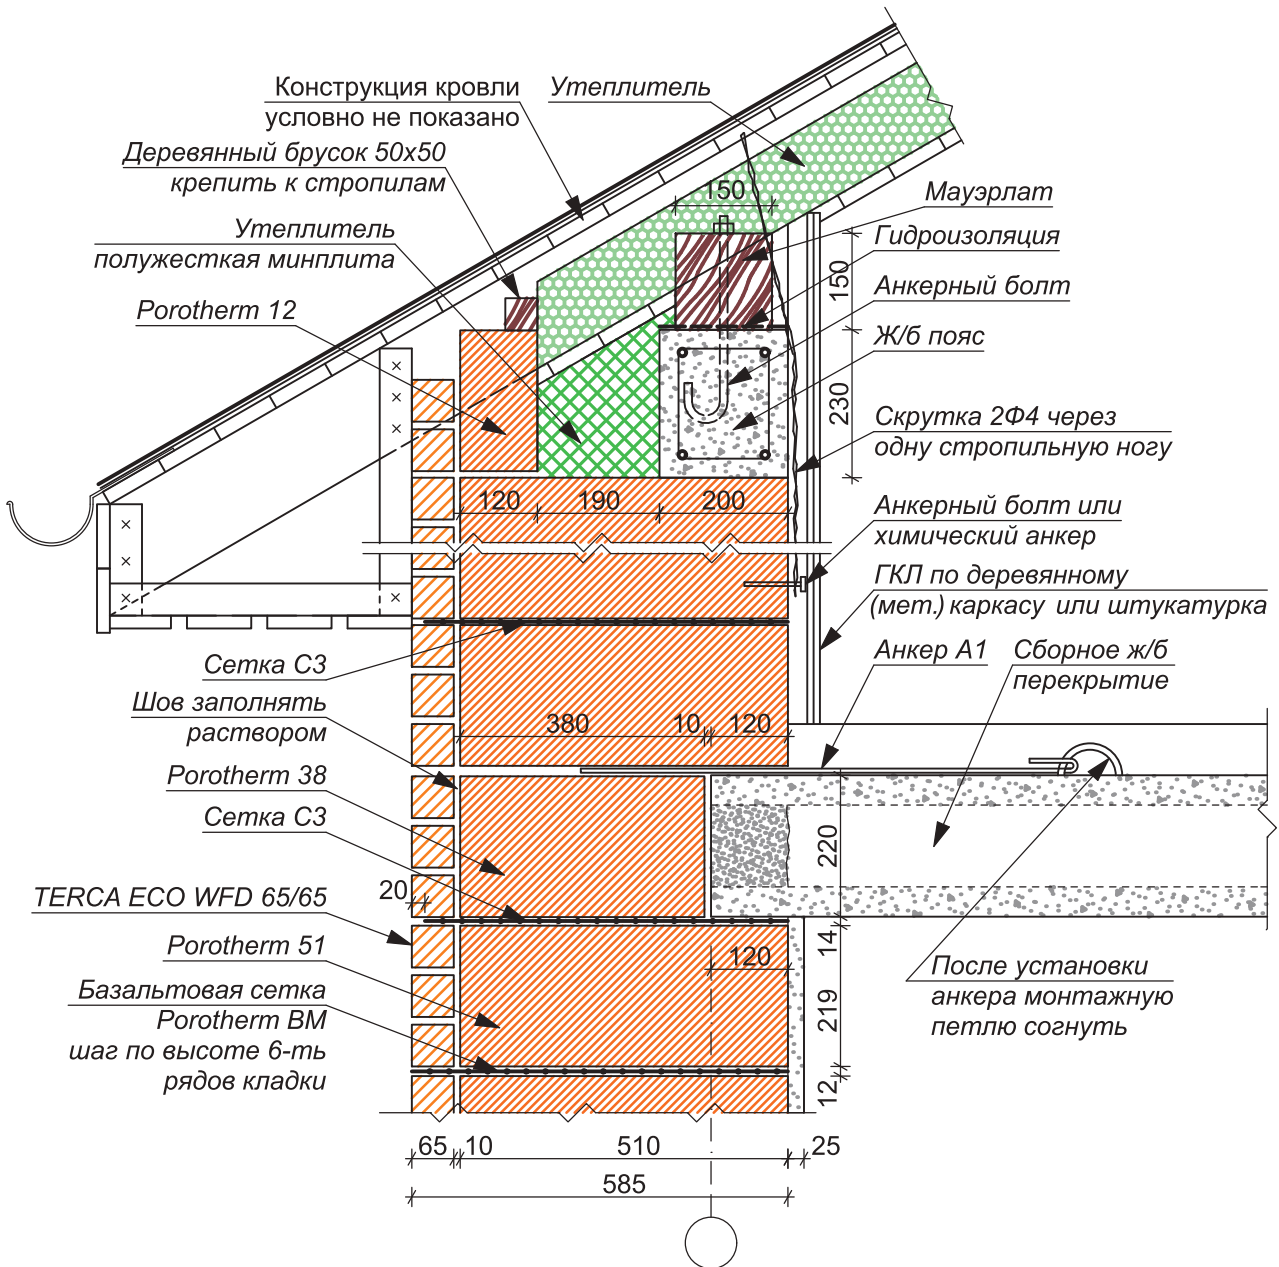 Конструкция кровли
условно не показано
Утеплитель
Деревянный брусок 50х50
крепить к стропилам
150
Мауэрлат
Утеплитель
полужесткая минплита
Гидроизоляция
150
Анкерный болт
Porotherm 12
Ж/б пояс
230
Скрутка 2Ф4 через
одну стропильную ногу
120
190
200
Анкерный болт или
химический анкер
ГКЛ по деревянному
(мет.) каркасу или штукатурка
Сетка С3
Анкер А1
Сборное ж/б
перекрытие
Шов заполнять
раствором
380
10
120
Porotherm 38
Сетка С3
220
20
TERCA ECO WFD 65/65
Porotherm 51
120
14
После установки
анкера монтажную
петлю согнуть
Базальтовая сетка
Porotherm BM
шаг по высоте 6-ть
рядов кладки
219
12
65
10
510
25
585